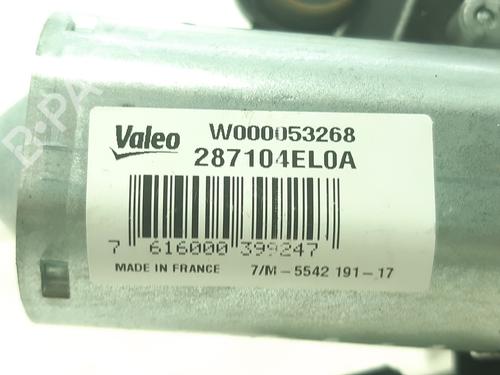 Valeo W000053268
287104EL0A
7 616000 399247
MADE IN FRANCE 7/M-5542 191-17
B-PA